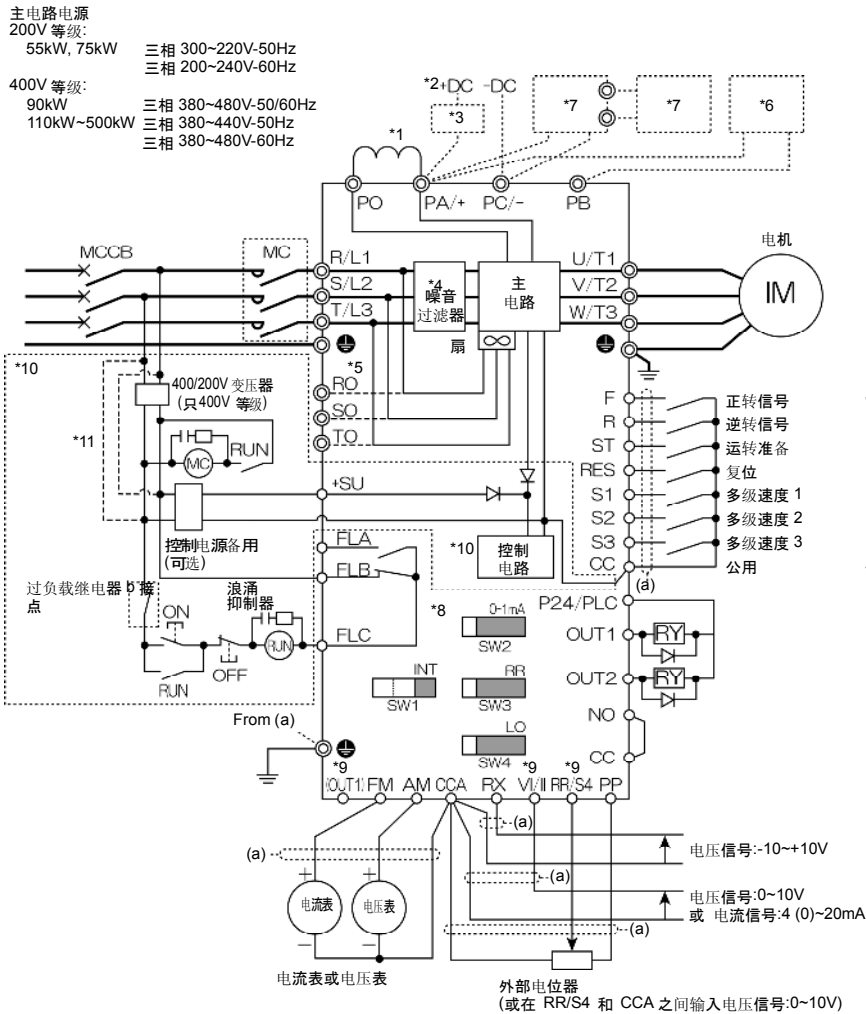 主电路电源
200V 等级:
55kW, 75kW 三相 300~220V-50Hz
三相 200~240V-60Hz
400V 等级:
90kW 三相 380~480V-50/60Hz
110kW~500kW 三相 380~440V-50Hz
三相 380~480V-60Hz
*2+DC -DC
*3
*7
*7
*6
*1
PO PA/+ PC/- PB
MCCB MC
R/L1
S/L2
T/L3
*4
噪音
过滤器
主
电路
扇
U/T1
V/T2
W/T3
电机
IM
*10
*5
RO
SO
TO
400/200V 变压器
(只400V 等级)
*11
MC
RUN
+SU
控制电源备用
(可选)
FLA
FLB
FLC
*10
控制
电路
F 正转信号
R 逆转信号
ST 运转准备
RES 复位
S1 多级速度 1
S2 多级速度 2
S3 多级速度 3
CC (a) 公用
过负载继电器 b 接
点
浪涌
抑制器
ON
OFF
RUN
RUN
*8
0-1mA
SW2
INT
SW1
RR
SW3
LO
SW4
P24/PLC
OUT1 RY
OUT2 RY
NO
CC
From (a)
*9 *9 *9
(OUT1) FM AM CCA RX VI/II RR/S4 PP
(a)
(a)
(a)
(a)
+ +
电流表 电压表
- -
电流表或电压表
电压信号:-10~+10V
电压信号:0~10V
或 电流信号:4 (0)~20mA
外部电位器
(或在 RR/S4 和 CCA 之间输入电压信号:0~10V)